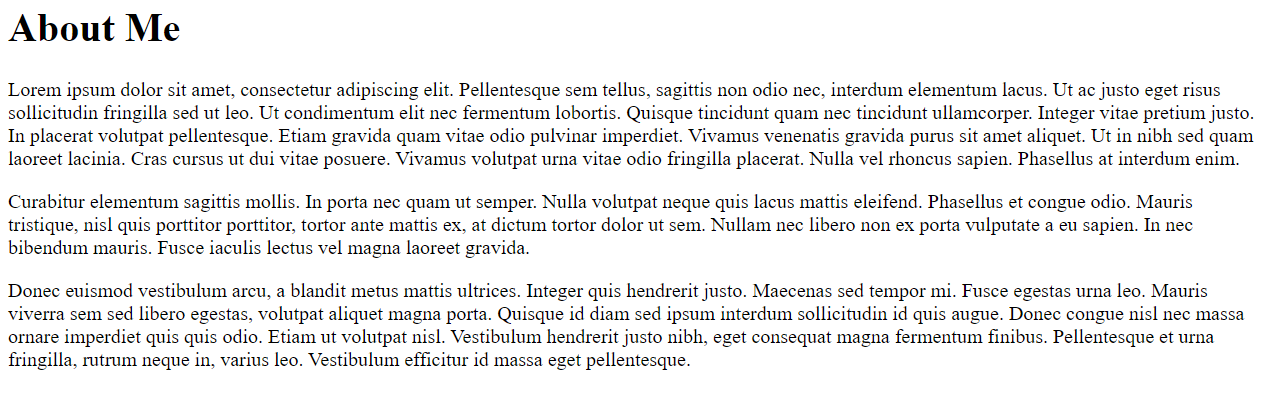 About Me
Lorem ipsum dolor sit amet, consectetur adipiscing elit. Pellentesque sem tellus, sagittis non odio nec, interdum elementum lacus. Ut ac justo eget risus
sollicitudin fringilla sed ut leo. Ut condimentum elit nec fermentum lobortis. Quisque tincidunt quam nec tincidunt ullamcorper. Integer vitae pretium justo.
In placerat volutpat pellentesque. Etiam gravida quam vitae odio pulvinar imperdiet. Vivamus venenatis gravida purus sit amet aliquet. Ut in nibh sed quam
laoreet lacinia. Cras cursus ut dui vitae posuere. Vivamus volutpat urna vitae odio fringilla placerat. Nulla vel rhoncus sapien. Phasellus at interdum enim.
Curabitur elementum sagittis mollis. In porta nec quam ut semper. Nulla volutpat neque quis lacus mattis eleifend. Phasellus et congue odio. Mauris
tristique, nisl quis porttitor porttitor, tortor ante mattis ex, at dictum tortor dolor ut sem. Nullam nec libero non ex porta vulputate a eu sapien. In nec
bibendum mauris. Fusce iaculis lectus vel magna laoreet gravida.
Donec euismod vestibulum arcu, a blandit metus mattis ultrices. Integer quis hendrerit justo. Maecenas sed tempor mi. Fusce egestas urna leo. Mauris
viverra sem sed libero egestas, volutpat aliquet magna porta. Quisque id diam sed ipsum interdum sollicitudin id quis augue. Donec congue nisl nec massa
ornare imperdiet quis quis odio. Etiam ut volutpat nisl. Vestibulum hendrerit justo nibh, eget consequat magna fermentum finibus. Pellentesque et urna
fringilla, rutrum neque in, varius leo. Vestibulum efficitur id massa eget pellentesque.